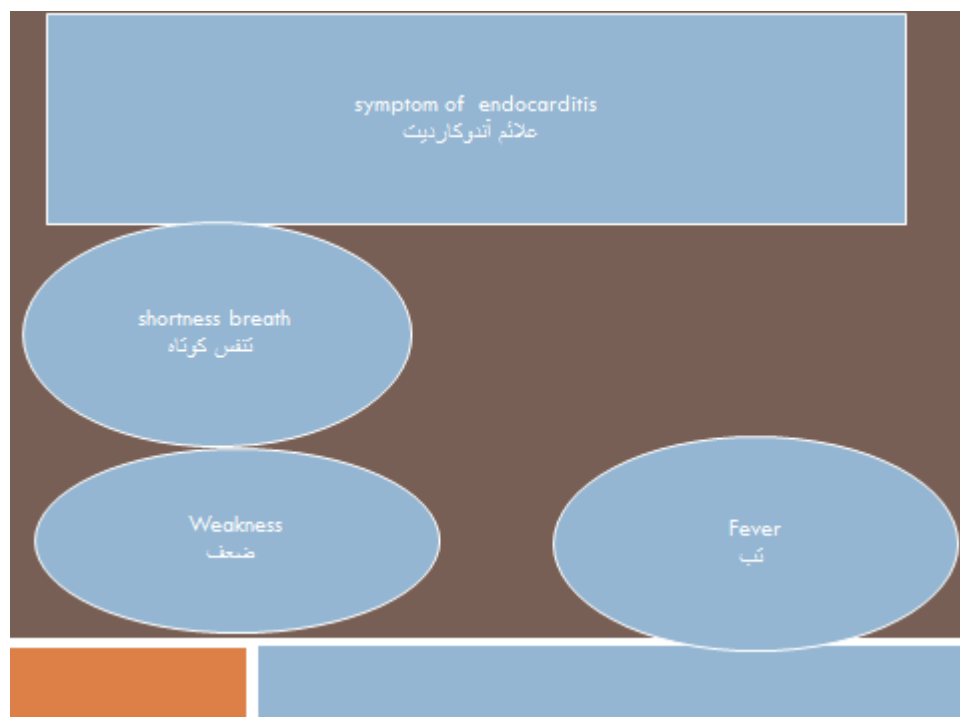 symptom of endocarditis
علائم آندوکاردیت
shortness breath
تنفس کوتاه
Weakness
ضعف
Fever
تب